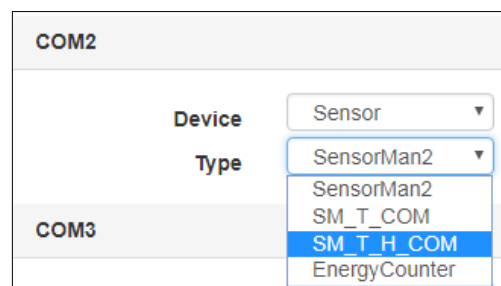 COM2
Device Sensor
Type SensorMan2
SensorMan2
SM_T_COM
COM3
SM_T_H_COM
EnergyCounter